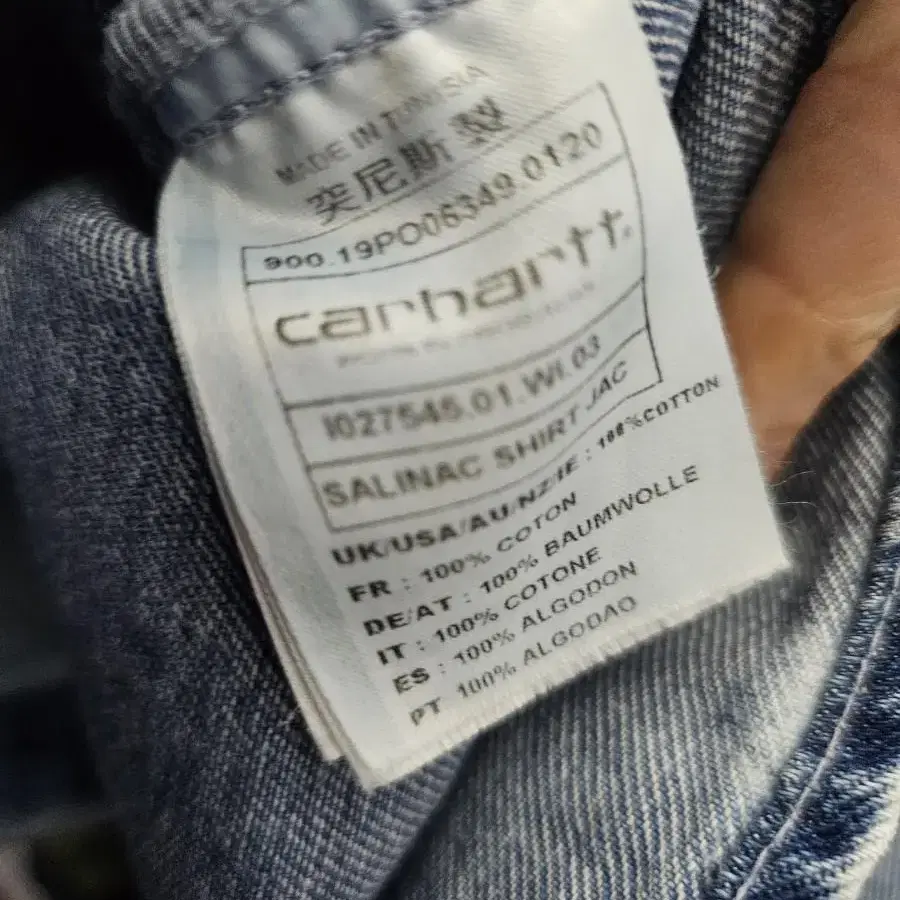 MADE IN TUNISIA
突尼斯 製
900.19PO06349.0120
carhartt®
I027545.01.WI.03
SALINAC SHIRT JAC
UK/USA/AU/NZ/IE : 100%COTTON
FR : 100% COTON
DE/AT : 100% BAUMWOLLE
IT : 100% COTONE
ES : 100% ALGODON
PT 100% ALGODAO